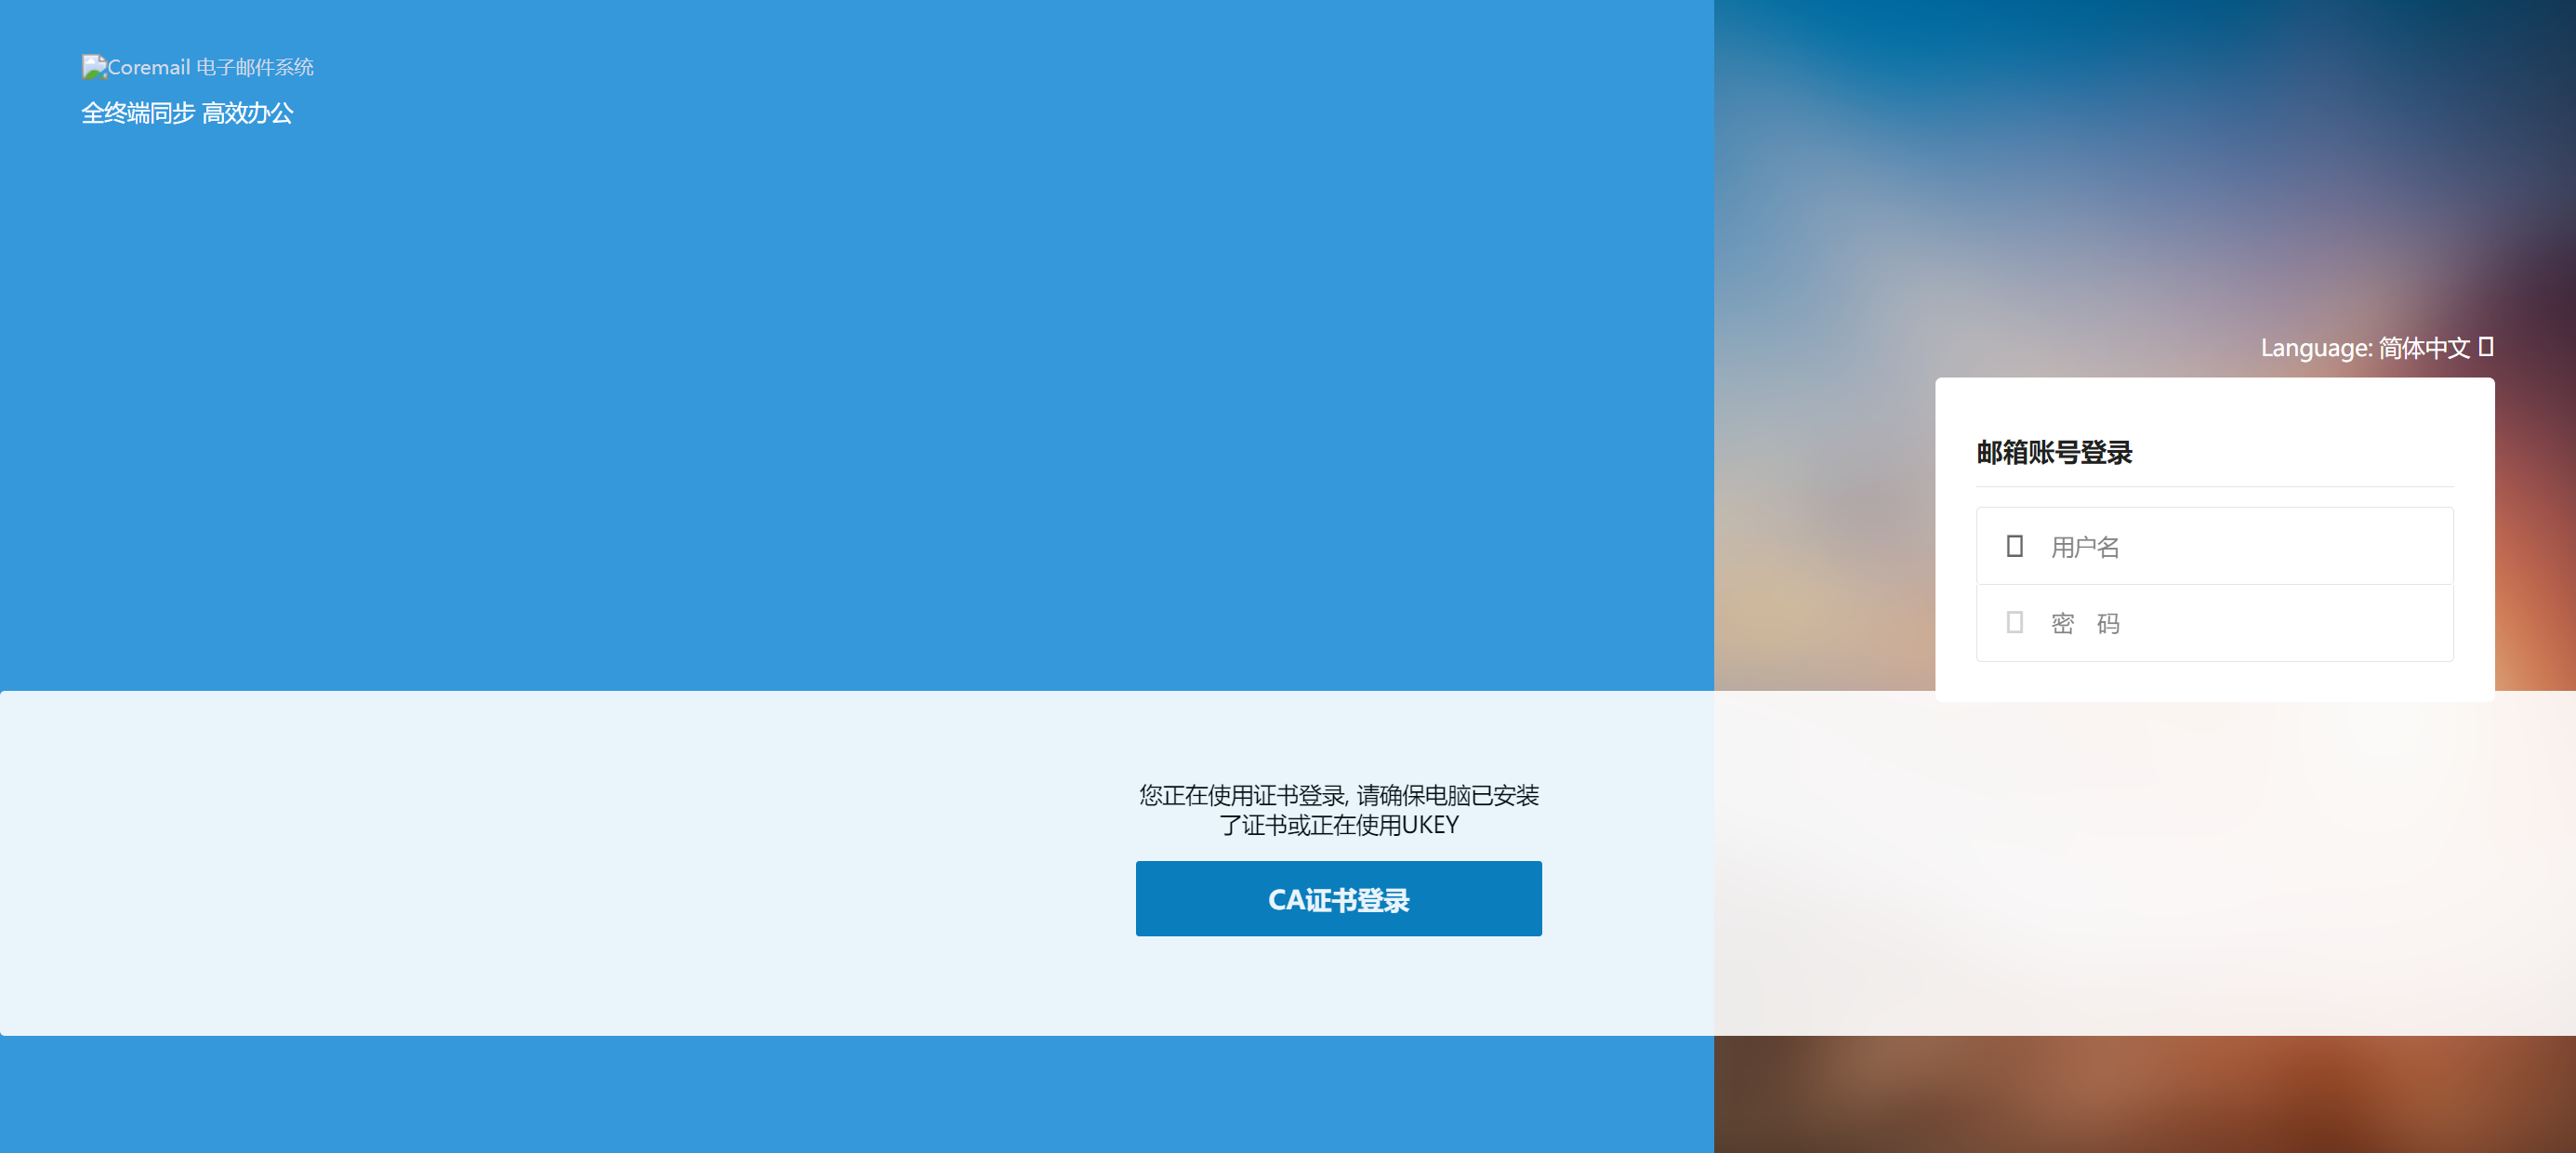 Coremail 电子邮件系统
全终端同步 高效办公
Language: 简体中文
邮箱账号登录
用户名
密 码
您正在使用证书登录, 请确保电脑已安装
了证书或正在使用UKEY
CA证书登录